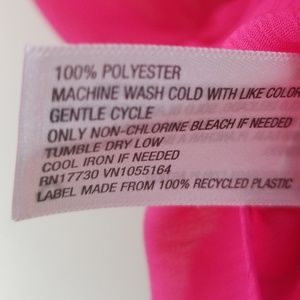 100% POLYESTER
MACHINE WASH COLD WITH LIKE COLOR
GENTLE CYCLE
ONLY NON-CHLORINE BLEACH IF NEEDED
TUMBLE DRY LOW
COOL IRON IF NEEDED
RN17730 VN1055164
LABEL MADE FROM 100% RECYCLED PLASTIC